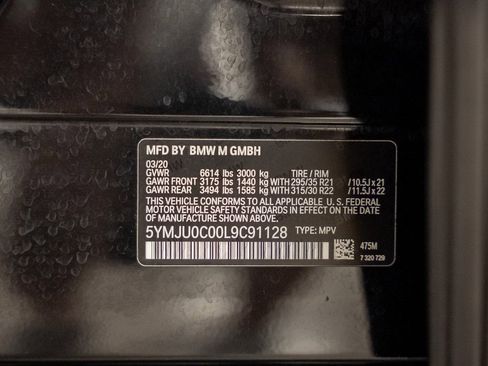 MFD BY BMW M GMBH
03/20
GVWR 6614 lbs 3000 kg TIRE / RIM
GAWR FRONT 3175 lbs 1440 kg WITH 295/35 R21 /10.5J x 21
GAWR REAR 3494 lbs 1585 kg WITH 315/30 R22 /11.5J x 22
THIS VEHICLE CONFORMS TO ALL APPLICABLE U. S. FEDERAL
MOTOR VEHICLE SAFETY STANDARDS IN EFFECT ON THE DATE
OF MANUFACTURE SHOWN ABOVE.
5YMJU0C00L9C91128 TYPE: MPV
475M
7 320 729